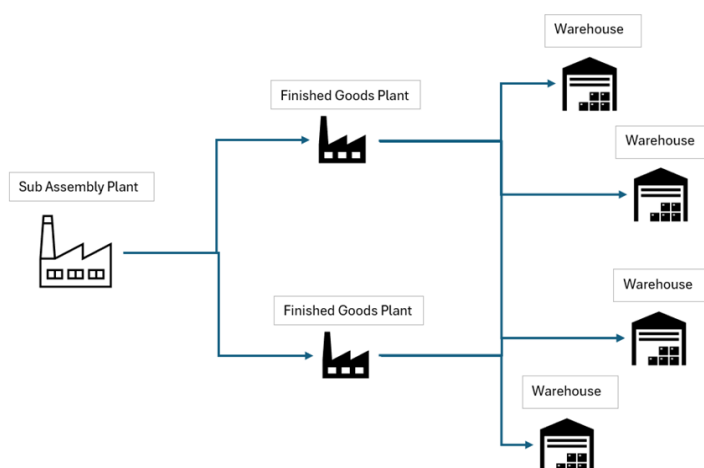 Warehouse
Finished Goods Plant
Warehouse
Sub Assembly Plant
Warehouse
Finished Goods Plant
Warehouse